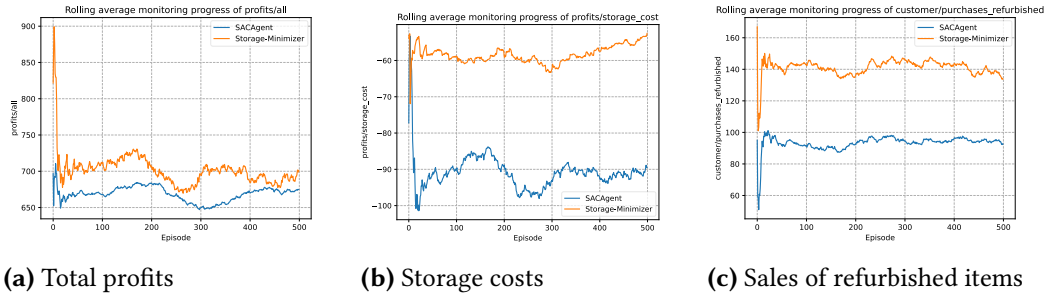 Rolling average monitoring progress of profits/all
SACAgent
Storage-Minimizer
900
850
800
750
700
650
profits/all
0
100
200
300
400
500
Episode
(a) Total profits
Rolling average monitoring progress of profits/storage_cost
−60
−70
−80
−90
−100
profits/storage_cost
SACAgent
Storage-Minimizer
0
100
200
300
400
500
Episode
(b) Storage costs
Rolling average monitoring progress of customer/purchases_refurbished
SACAgent
Storage-Minimizer
160
140
120
100
80
60
customer/purchases_refurbished
0
100
200
300
400
500
Episode
(c) Sales of refurbished items